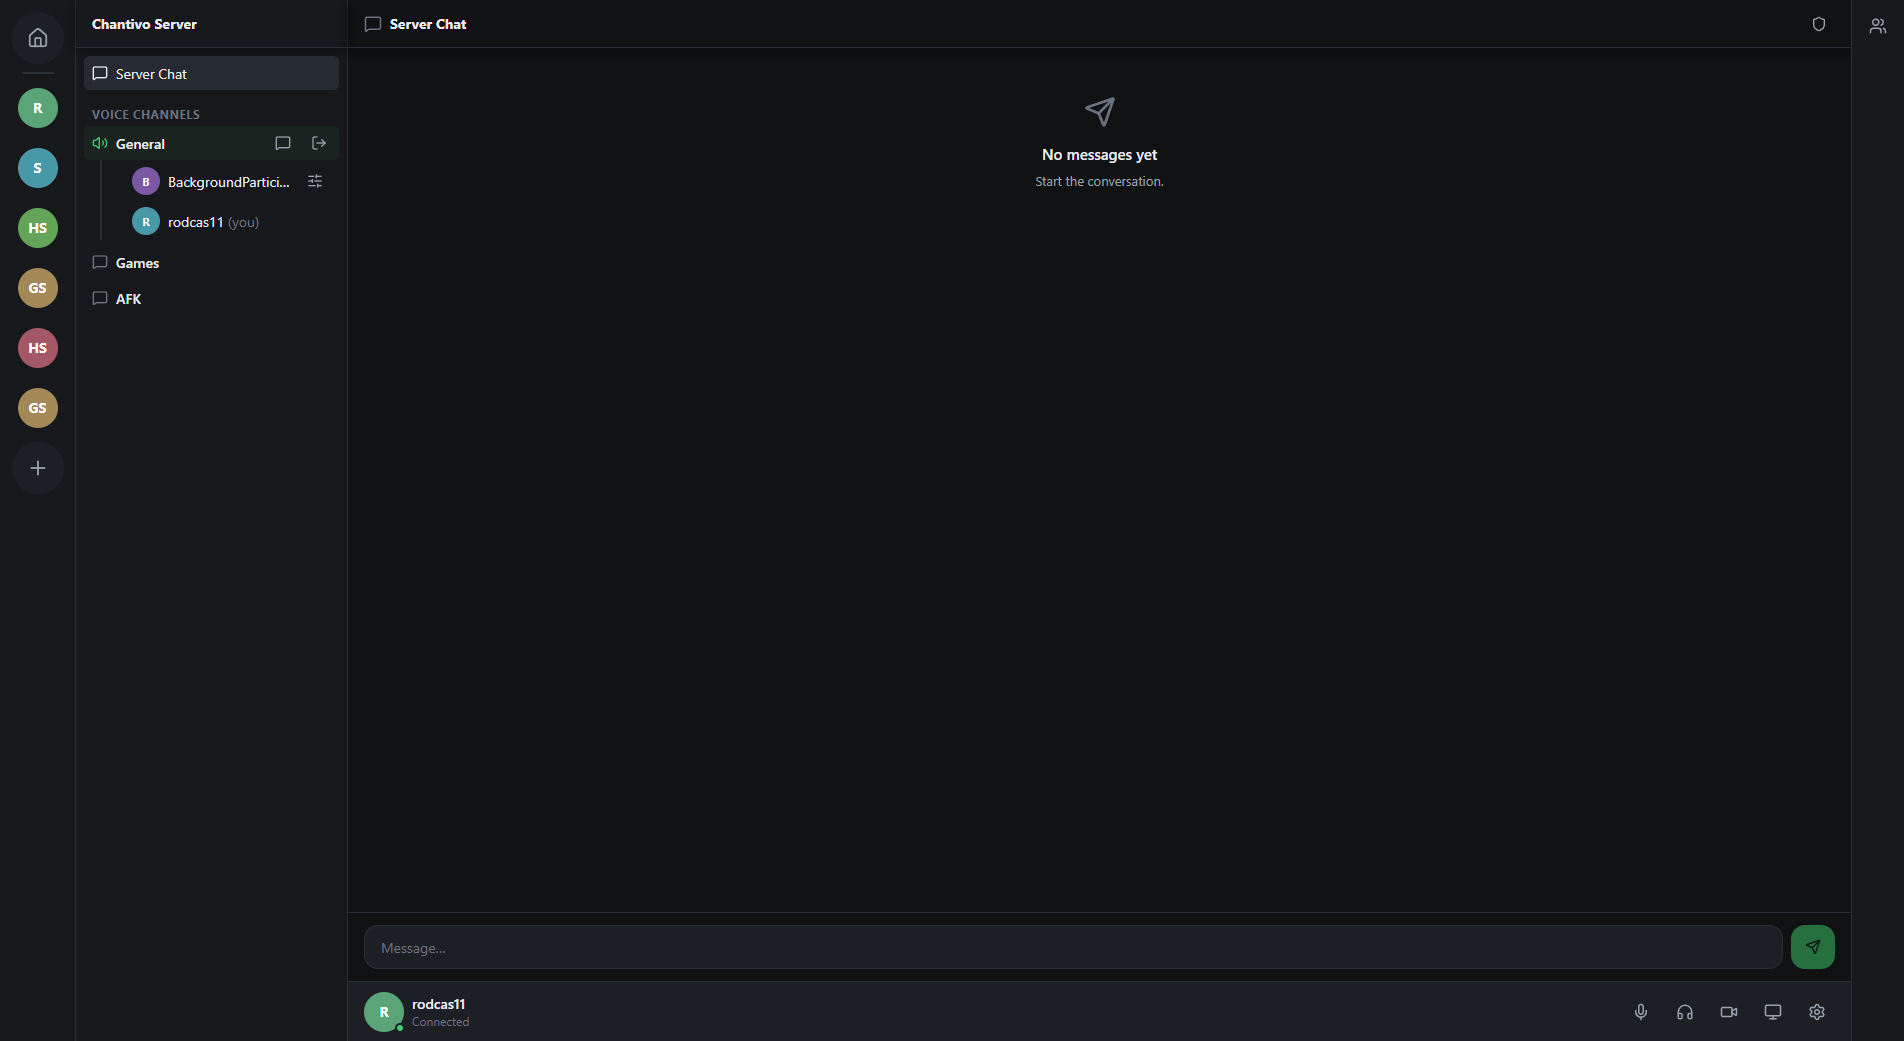 R
S
HS
GS
HS
GS
Chantivo Server
Server Chat
VOICE CHANNELS
General
B
BackgroundPartici...
R
rodcas11 (you)
Games
AFK
Server Chat
No messages yet
Start the conversation.
Message...
R
rodcas11
Connected